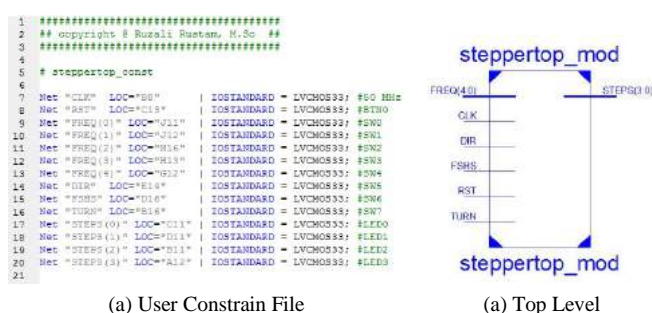 1 ######################################
2 ## copyright @ Ruzali Rustam, M.Sc ##
3 ######################################
4
5 # steppertop_const
6
7 Net "CLK" LOC="B8" | IOSTANDARD = LVCMOS33; #50 MHz
8 Net "RST" LOC="C15" | IOSTANDARD = LVCMOS33; #BTN0
9 Net "FREQ(0)" LOC="J11" | IOSTANDARD = LVCMOS33; #SW0
10 Net "FREQ(1)" LOC="J12" | IOSTANDARD = LVCMOS33; #SW1
11 Net "FREQ(2)" LOC="H16" | IOSTANDARD = LVCMOS33; #SW2
12 Net "FREQ(3)" LOC="H13" | IOSTANDARD = LVCMOS33; #SW3
13 Net "FREQ(4)" LOC="G12" | IOSTANDARD = LVCMOS33; #SW4
14 Net "DIR" LOC="E14" | IOSTANDARD = LVCMOS33; #SW5
15 Net "FSHS" LOC="D16" | IOSTANDARD = LVCMOS33; #SW6
16 Net "TURN" LOC="B16" | IOSTANDARD = LVCMOS33; #SW7
17 Net "STEPS(0)" LOC="C11" | IOSTANDARD = LVCMOS33; #LED0
18 Net "STEPS(1)" LOC="D11" | IOSTANDARD = LVCMOS33; #LED1
19 Net "STEPS(2)" LOC="B11" | IOSTANDARD = LVCMOS33; #LED2
20 Net "STEPS(3)" LOC="A12" | IOSTANDARD = LVCMOS33; #LED3
21
(a) User Constrain File
steppertop_mod
FREQ(4:0) STEPS(3:0)
CLK
DIR
FSHS
RST
TURN
steppertop_mod
(a) Top Level